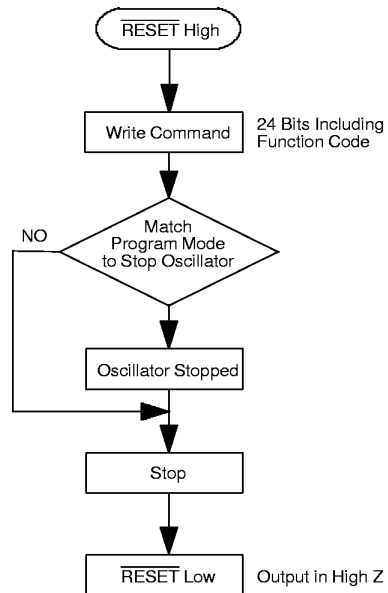 RESET High
Write Command
24 Bits Including
Function Code
Match
Program Mode
to Stop Oscillator
NO
Oscillator Stopped
Stop
RESET Low
Output in High Z